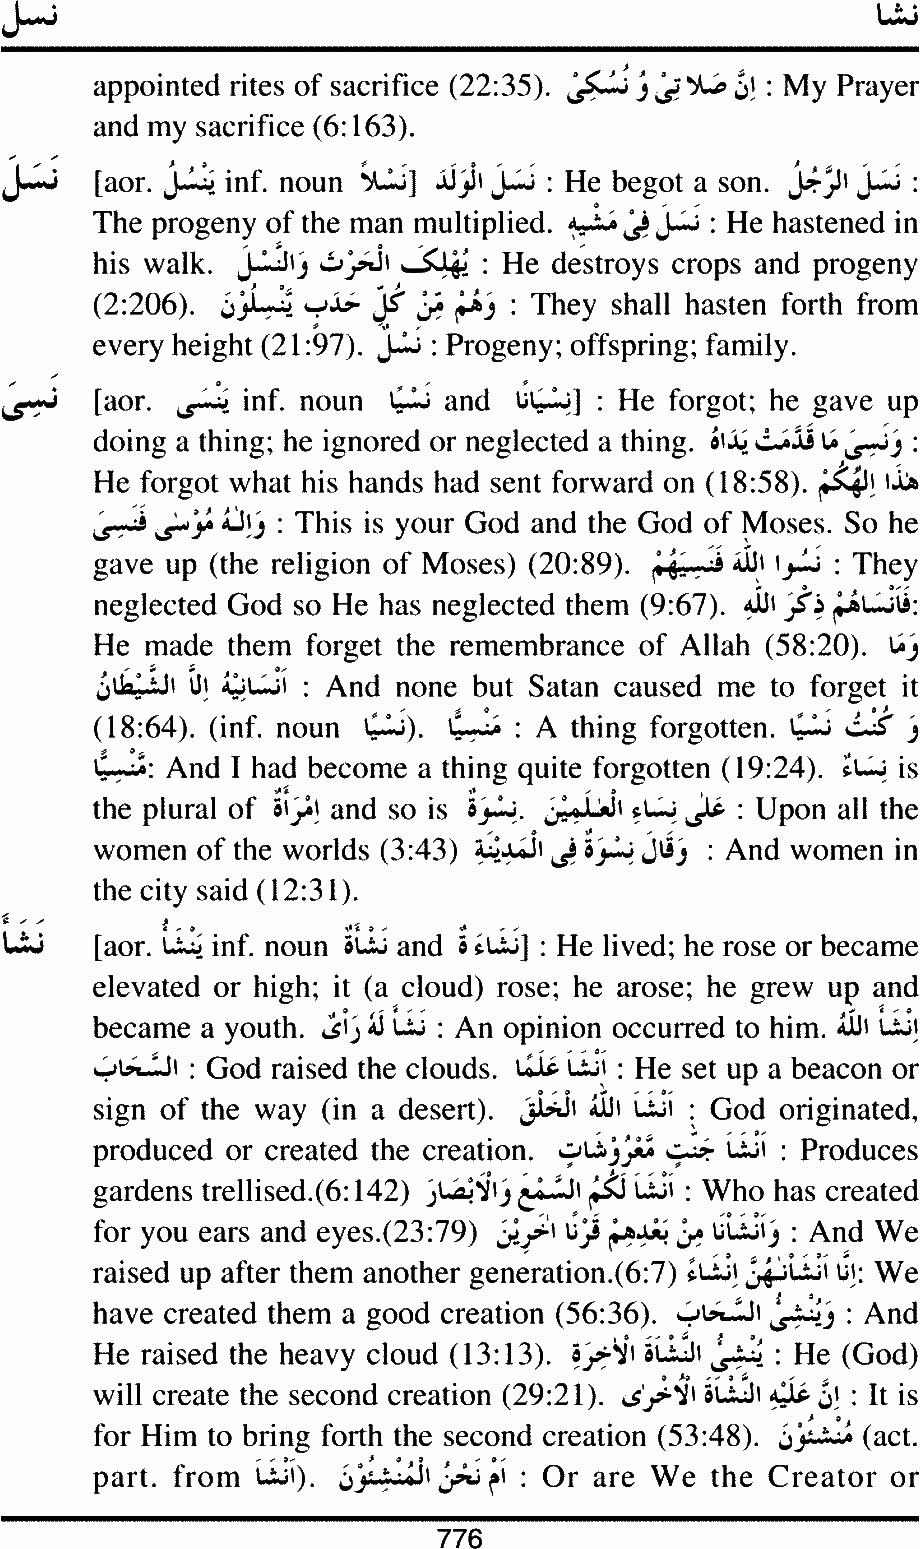 نسل نشا
appointed rites of sacrifice (22:35). اِنَّ صَلَا تِیْ وَ نُسُكِیْ : My Prayer
and my sacrifice (6:163).
نَسَلَ [aor. يَنْسُلُ inf. noun نَسْلاً] نَسَلَ الْوَلَدَ : He begot a son. نَسَلَ الرَّجُلُ :
The progeny of the man multiplied. نَسَلَ فِیْ مَشْيِهِ : He hastened in
his walk. يُهْلِكَ الْحَرْثَ وَالنَّسْلَ : He destroys crops and progeny
(2:206). وَهُمْ مِّنْ كُلِّ حَدَبٍ يَّنْسِلُوْنَ : They shall hasten forth from
every height (21:97). نَسْلٌ : Progeny; offspring; family.
نَسِیَ [aor. يَنْسَی inf. noun نَسْيًا and نِسْيَانًا] : He forgot; he gave up
doing a thing; he ignored or neglected a thing. وَنَسِیَ مَا قَدَّمَتْ يَدَاهُ :
He forgot what his hands had sent forward on (18:58). هٰذَا اِلٰهُكُمْ
وَاِلٰهُ مُوْسٰی فَنَسِیَ : This is your God and the God of Moses. So he
gave up (the religion of Moses) (20:89). نَسُوا اللّٰهَ فَنَسِيَهُمْ : They
neglected God so He has neglected them (9:67). فَاَنْسَاهُمْ ذِكْرَ اللّٰهِ:
He made them forget the remembrance of Allah (58:20). وَمَا
اَنْسَانِيْهُ اِلاَّ الشَّيْطَانُ : And none but Satan caused me to forget it
(18:64). (inf. noun نَسْيًا). مَنْسِيًّا : A thing forgotten. وَ كُنْتُ نَسْيًا
مَّنْسِيًّا: And I had become a thing quite forgotten (19:24). نِسَاءٌ is
the plural of اِمْرَأَةٌ and so is نِسْوَةٌ. عَلٰی نِسَاءِ الْعٰلَمِيْنَ : Upon all the
women of the worlds (3:43) وَقَالَ نِسْوَةٌ فِی الْمَدِيْنَةِ : And women in
the city said (12:31).
نَشَأَ [aor. يَنْشَأُ inf. noun نَشْأَةٌ and نَشَاءَ ةٌ] : He lived; he rose or became
elevated or high; it (a cloud) rose; he arose; he grew up and
became a youth. نَشَأَ لَهُ رَأْیٌ : An opinion occurred to him. اِنْشَأَ اللّٰهُ
السَّحَابَ : God raised the clouds. اَنْشَأَ عَلَمًا : He set up a beacon or
sign of the way (in a desert). اَنْشَأَ اللّٰهُ الْخَلْقَ : God originated,
produced or created the creation. اَنْشَاَ جَنّٰتٍ مَّعْرُوْشَاتٍ : Produces
gardens trellised.(6:142) اَنْشَاَ لَكُمُ السَّمْعَ وَالْاَبْصَارَ : Who has created
for you ears and eyes.(23:79) وَاَنْشَاْنَا مِنْ بَعْدِهِمْ قَرْنًا اٰخَرِيْنَ : And We
raised up after them another generation.(6:7) اِنَّا اَنْشَاْنٰهُنَّ اِنْشَاءً: We
have created them a good creation (56:36). وَيُنْشِئُ السَّحَابَ : And
He raised the heavy cloud (13:13). يُنْشِئُ النَّشْاَةَ الْاٰخِرَةِ : He (God)
will create the second creation (29:21). اِنَّ عَلَيْهِ النَّشْاَةَ الْاُخْرٰی : It is
for Him to bring forth the second creation (53:48). مُنْشِئُوْنَ (act.
part. from اَنْشَاَ). اَمْ نَحْنُ الْمُنْشِئُوْنَ : Or are We the Creator or
776